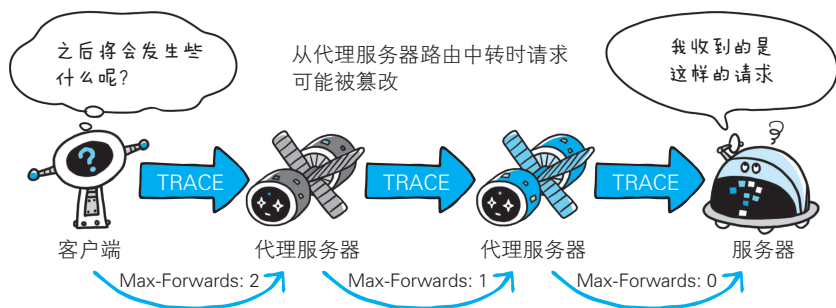 之后将会发生些
什么呢?
从代理服务器路由中转时请求
可能被篡改
我收到的是
这样的请求
?
TRACE
TRACE
TRACE
客户端
代理服务器
代理服务器
服务器
Max-Forwards: 2
Max-Forwards: 1
Max-Forwards: 0